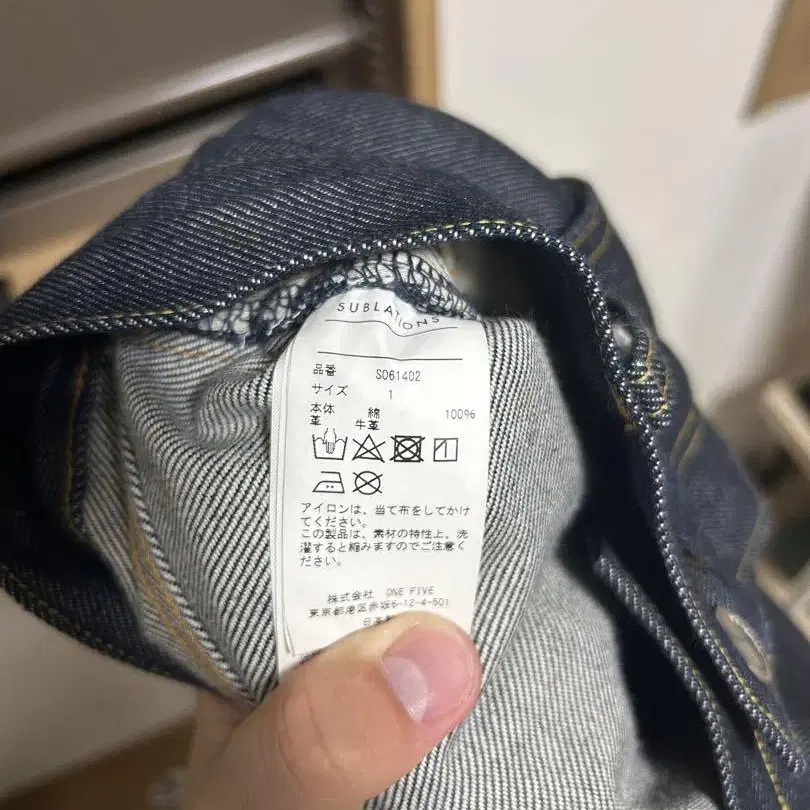 SUBLATIONS
品番 S061402
サイズ 1
本体 綿 100%
革 牛革
アイロンは、当て布をしてかけ
てください。
この製品は、素材の特性上、洗
濯すると縮みますのでご注意く
ださい。
株式会社 ONE FIVE
東京都港区赤坂6-12-4-601
日本